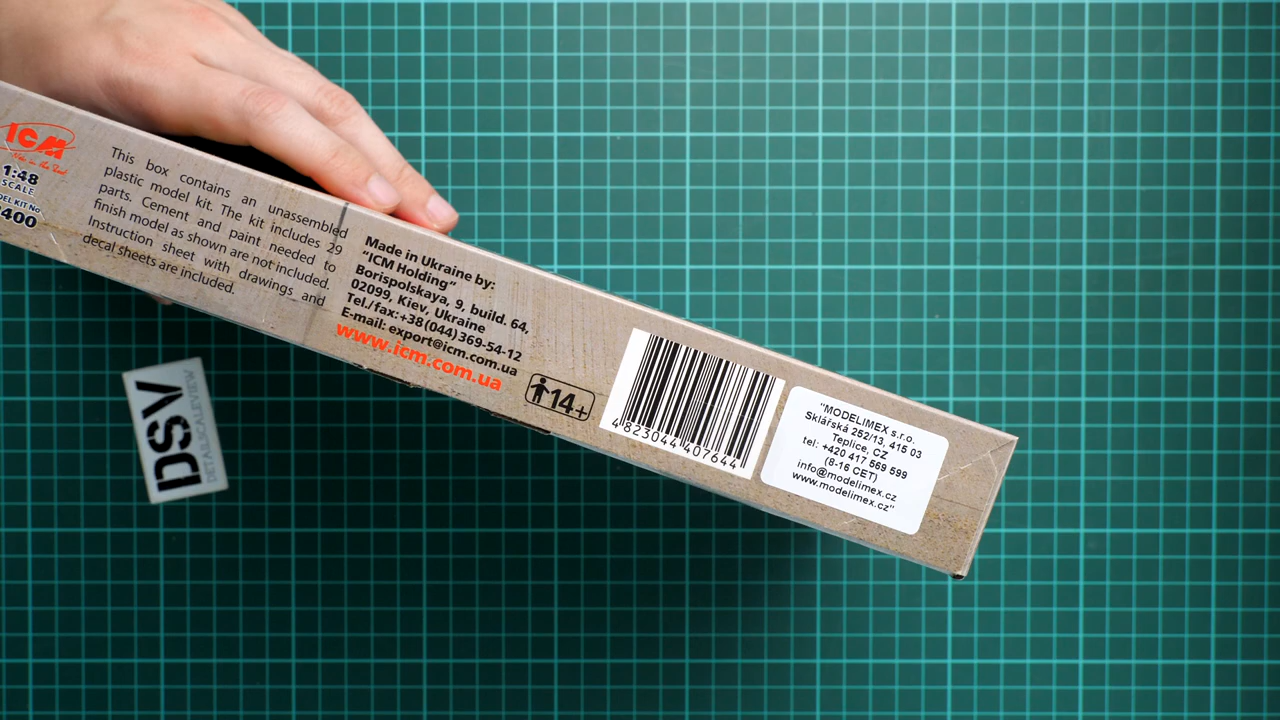 ICM
1:48
SCALE
400
This box contains an unassembled
plastic model kit. The kit includes 29
parts. Cement and paint needed to
finish model as shown are not included.
Instruction sheet with drawings and
decal sheets are included.
Made in Ukraine by:
“ICM Holding”
Borispolskaya, 9, build. 64,
02099, Kiev, Ukraine
Tel./fax:+38(044)369-54-12
E-mail: export@icm.com.ua
www.icm.com.ua
14+
4 823044 407644
"MODELIMEX s.r.o.
Sklářská 252/13, 415 03
Teplice, CZ
tel: +420 417 569 599
(8-16 CET)
info@modelimex.cz
www.modelimex.cz"
DSV
DETAILSCALEVIEW